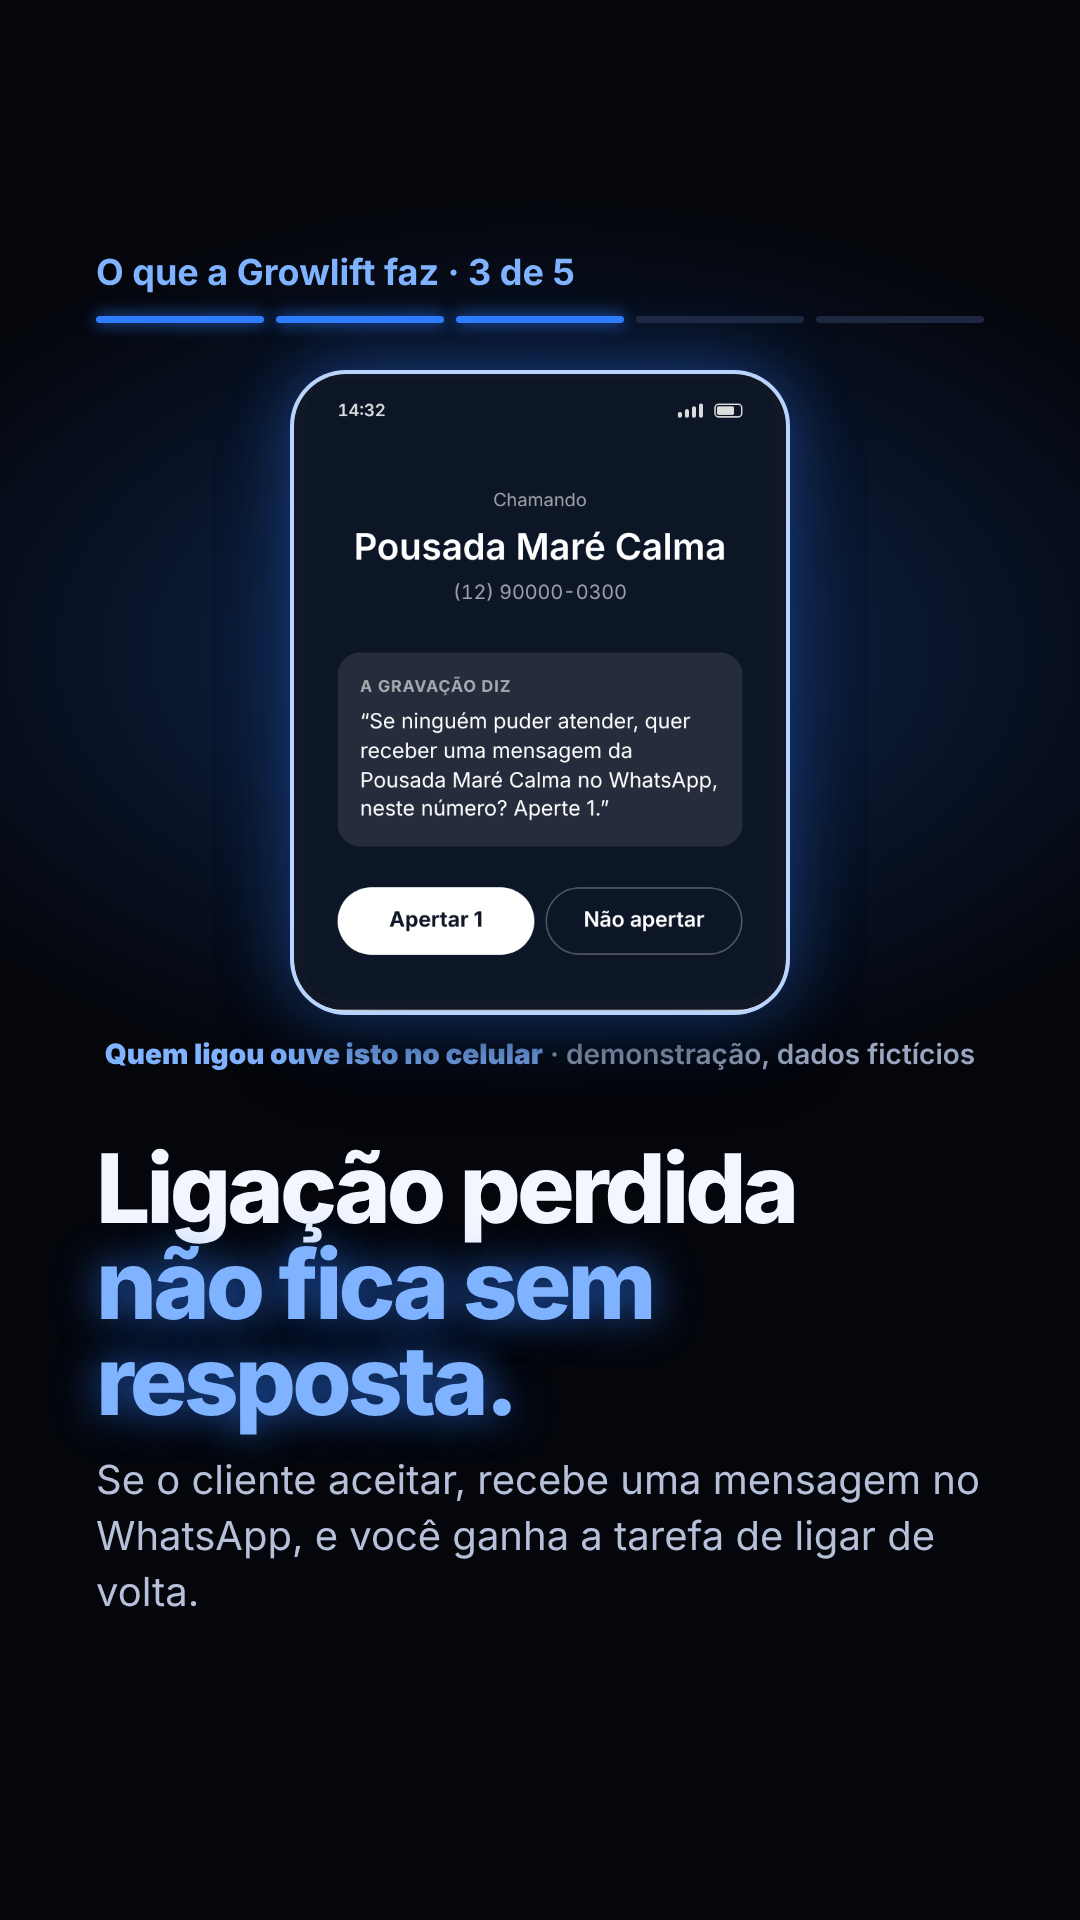 O que a Growlift faz · 3 de 5
14:32
Chamando
Pousada Maré Calma
(12) 90000-0300
A GRAVAÇÃO DIZ
“Se ninguém puder atender, quer
receber uma mensagem da
Pousada Maré Calma no WhatsApp,
neste número? Aperte 1.”
Apertar 1
Não apertar
Quem ligou ouve isto no celular · demonstração, dados fictícios
Ligação perdida
não fica sem
resposta.
Se o cliente aceitar, recebe uma mensagem no
WhatsApp, e você ganha a tarefa de ligar de
volta.